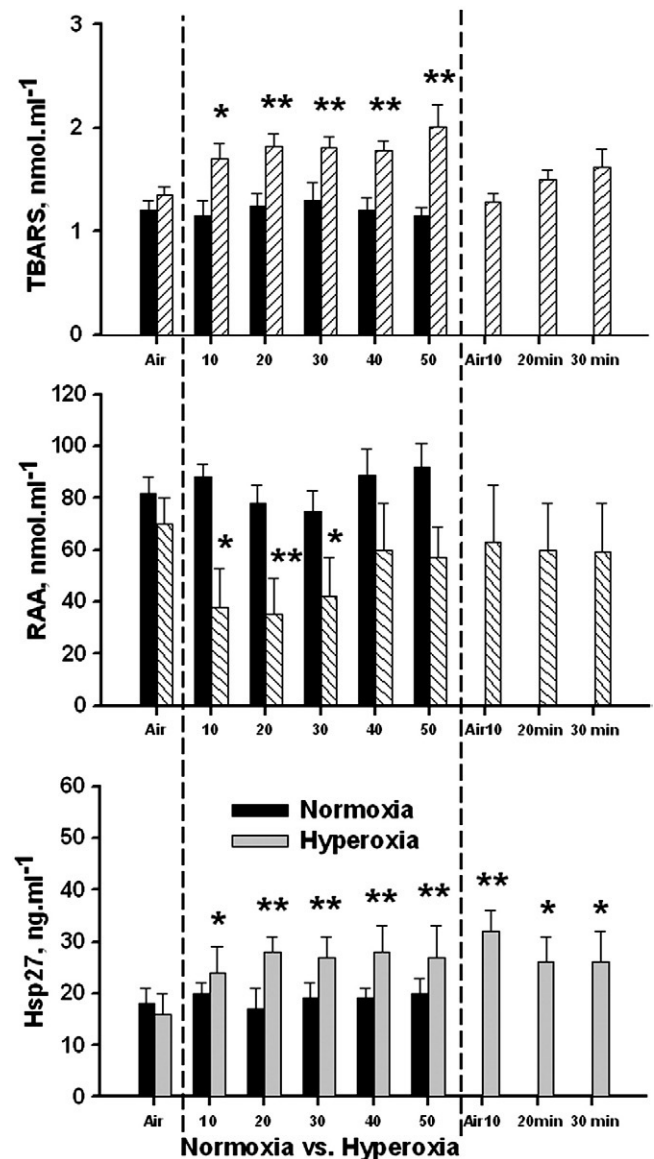 TBARS, nmol.ml-1
3
2
1
0
* ** ** ** **
Air 10 20 30 40 50 Air10 20min 30 min
RAA, nmol.ml-1
120
100
80
60
40
20
0
* ** *
Air 10 20 30 40 50 Air10 20min 30 min
Hsp27, ng.ml-1
60
50
40
30
20
10
0
Normoxia
Hyperoxia
* ** ** ** ** ** * *
Air 10 20 30 40 50 Air10 20min 30 min
Normoxia vs. Hyperoxia